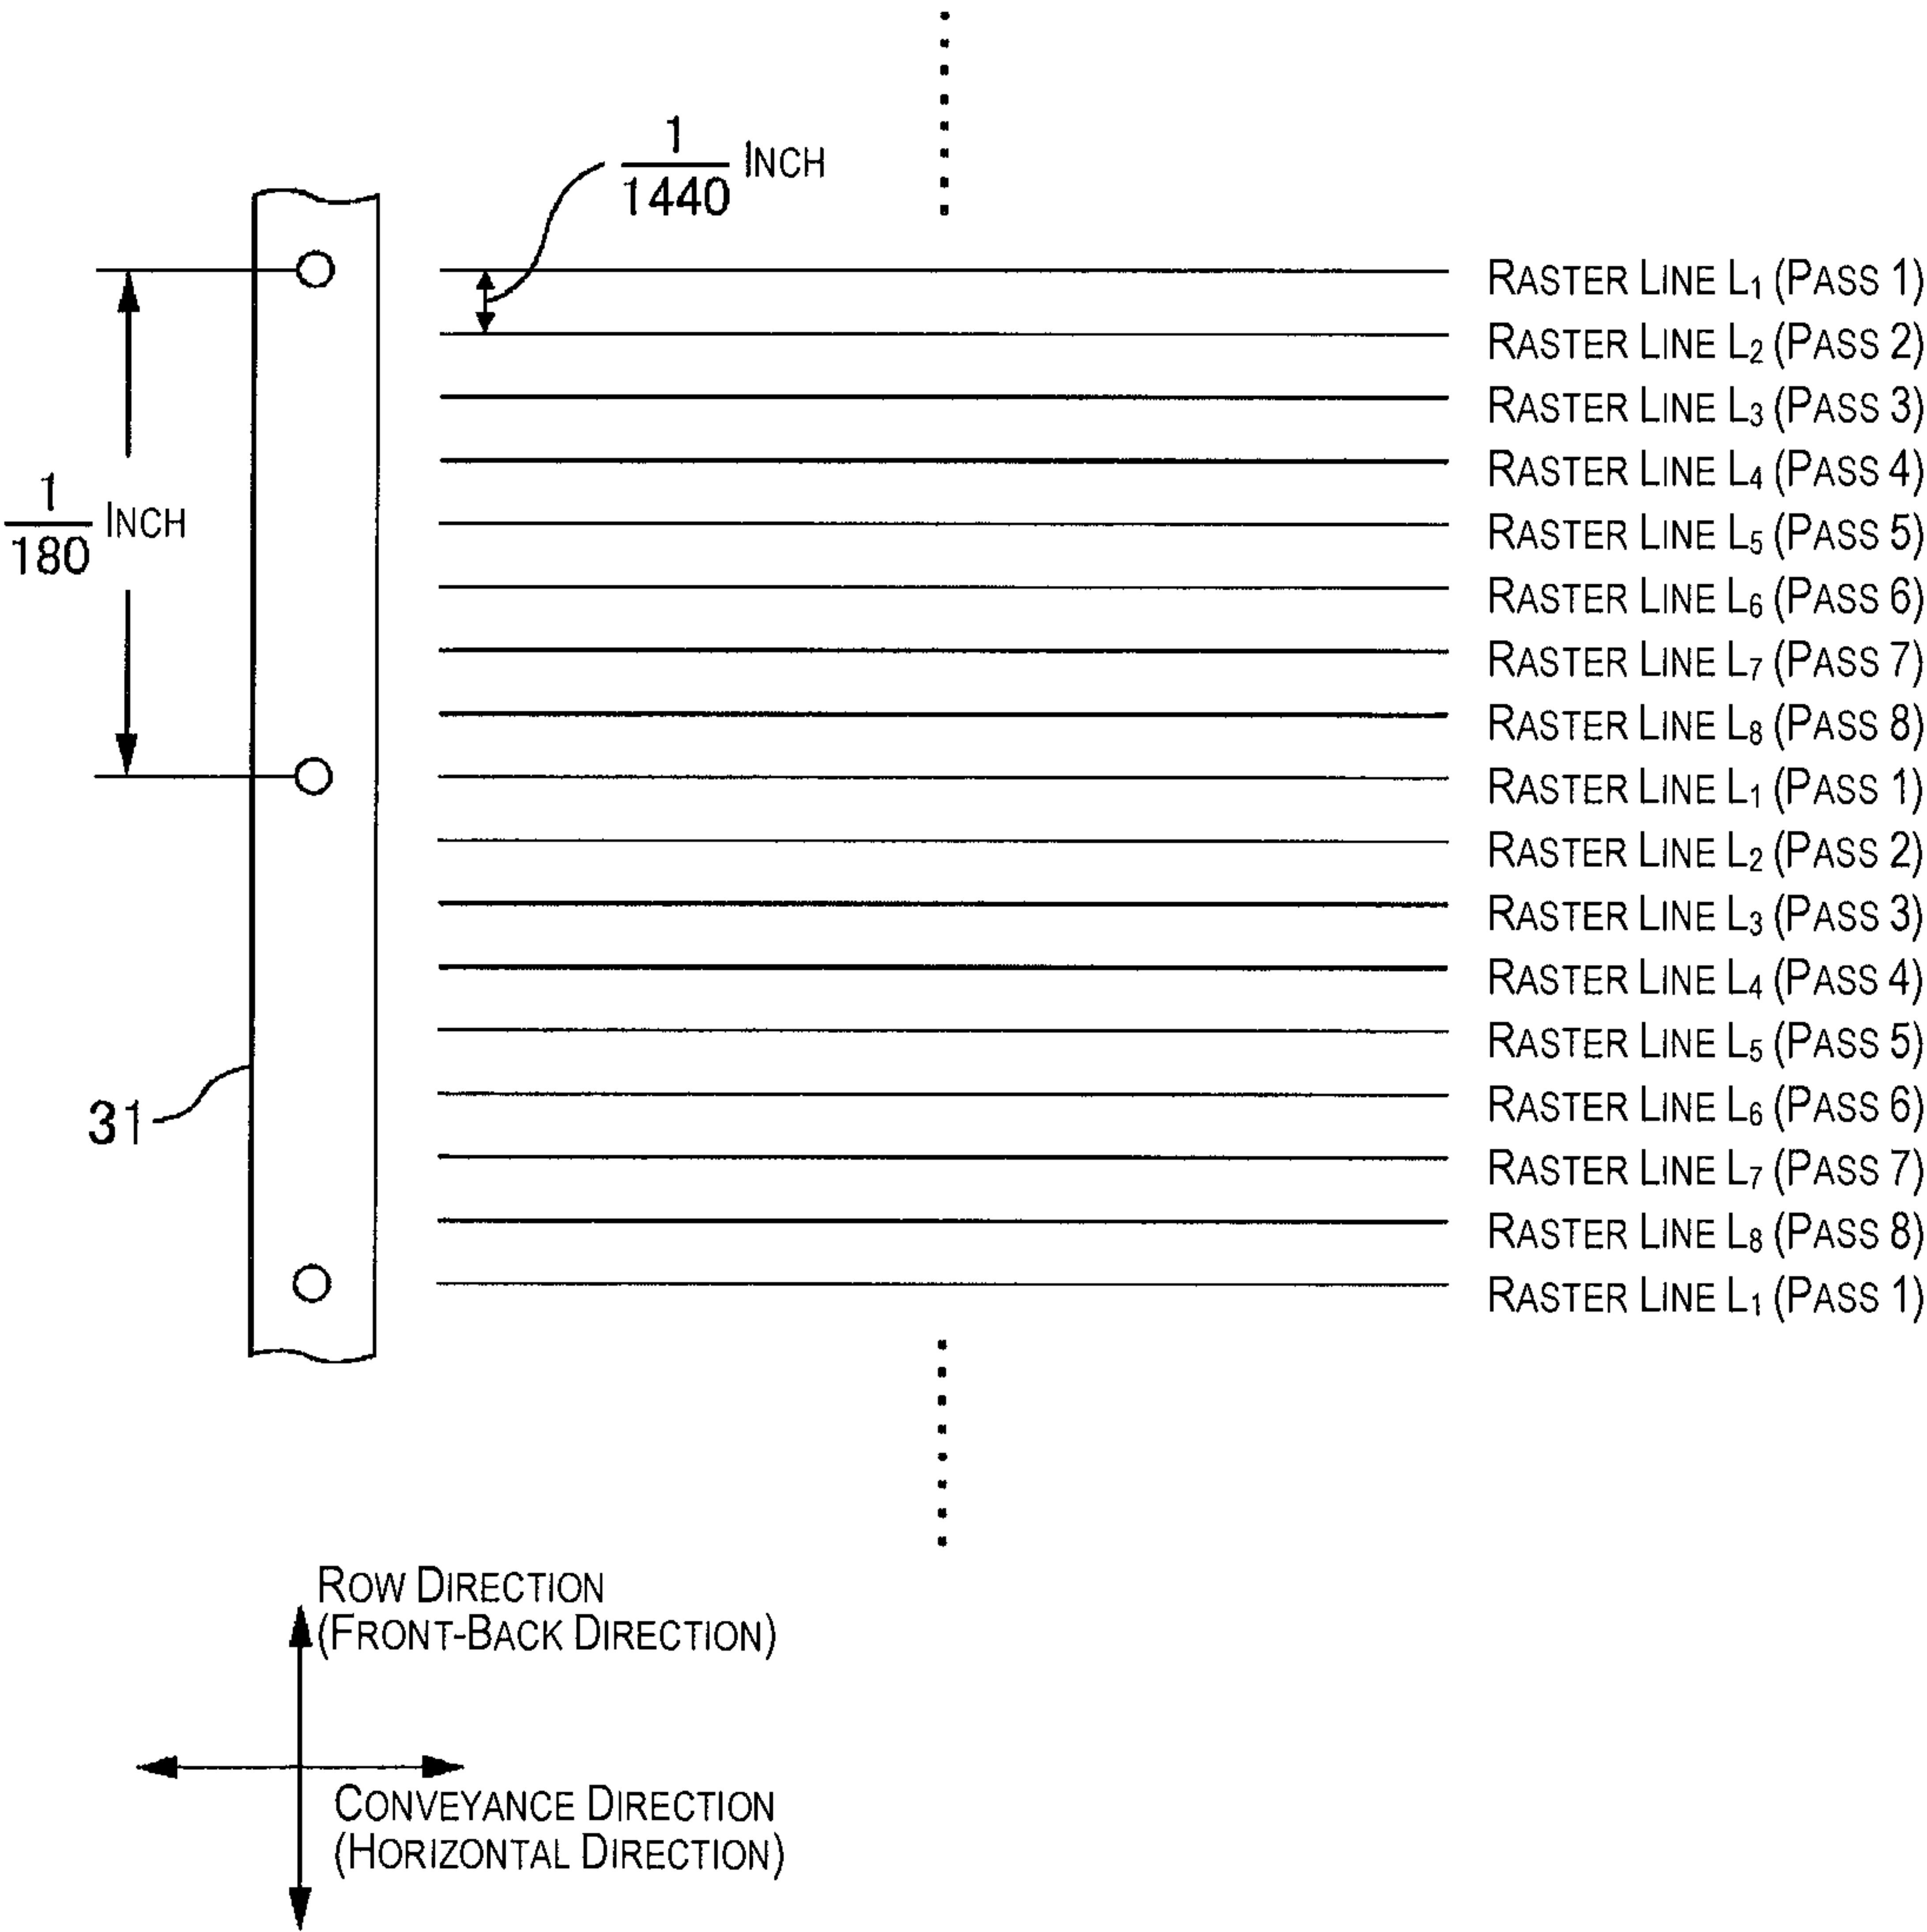 1/1440 INCH
RASTER LINE L1 (PASS 1)
RASTER LINE L2 (PASS 2)
RASTER LINE L3 (PASS 3)
RASTER LINE L4 (PASS 4)
1/180 INCH
RASTER LINE L5 (PASS 5)
RASTER LINE L6 (PASS 6)
RASTER LINE L7 (PASS 7)
RASTER LINE L8 (PASS 8)
RASTER LINE L1 (PASS 1)
RASTER LINE L2 (PASS 2)
RASTER LINE L3 (PASS 3)
RASTER LINE L4 (PASS 4)
RASTER LINE L5 (PASS 5)
31
RASTER LINE L6 (PASS 6)
RASTER LINE L7 (PASS 7)
RASTER LINE L8 (PASS 8)
RASTER LINE L1 (PASS 1)
ROW DIRECTION
(FRONT-BACK DIRECTION)
CONVEYANCE DIRECTION
(HORIZONTAL DIRECTION)